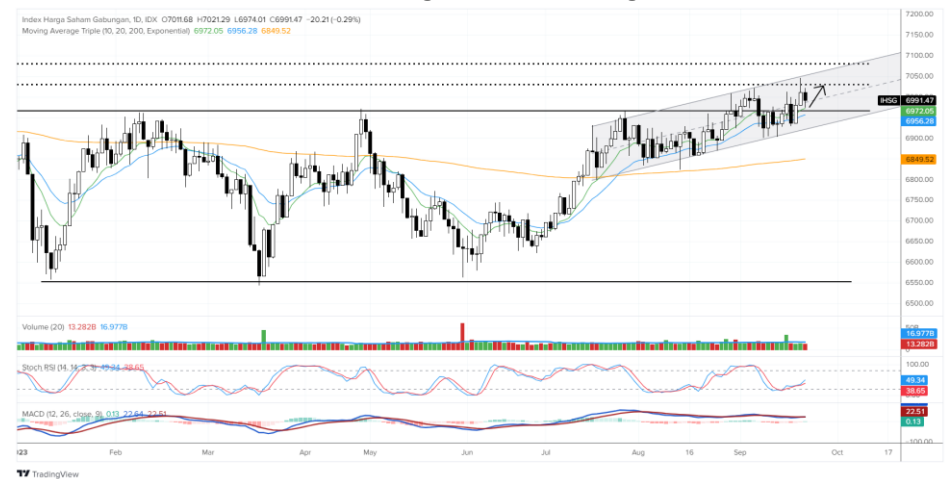 Index Harga Saham Gabungan, 1D, IDX O7011.68 H7021.29 L6974.01 C6991.47 -20.21 (-0.29%)
Moving Average Triple (10, 20, 200, Exponential) 6972.05 6956.28 6849.52
7200.00
7150.00
7100.00
7050.00
IHSG 6991.47
6972.05
6956.28
6900.00
6849.52
6800.00
6750.00
6700.00
6650.00
6600.00
6550.00
6500.00
Volume (20) 13.282B 16.977B
16.977B
13.282B
Stoch RSI (14, 14, 3, 3) 49.34 38.65
100.00
49.34
38.65
MACD (12, 26, close, 9) 0.13 22.64 22.51
22.51
0.13
-100.00
Feb Mar Apr May Jun Jul Aug 16 Sep Oct 17
TradingView